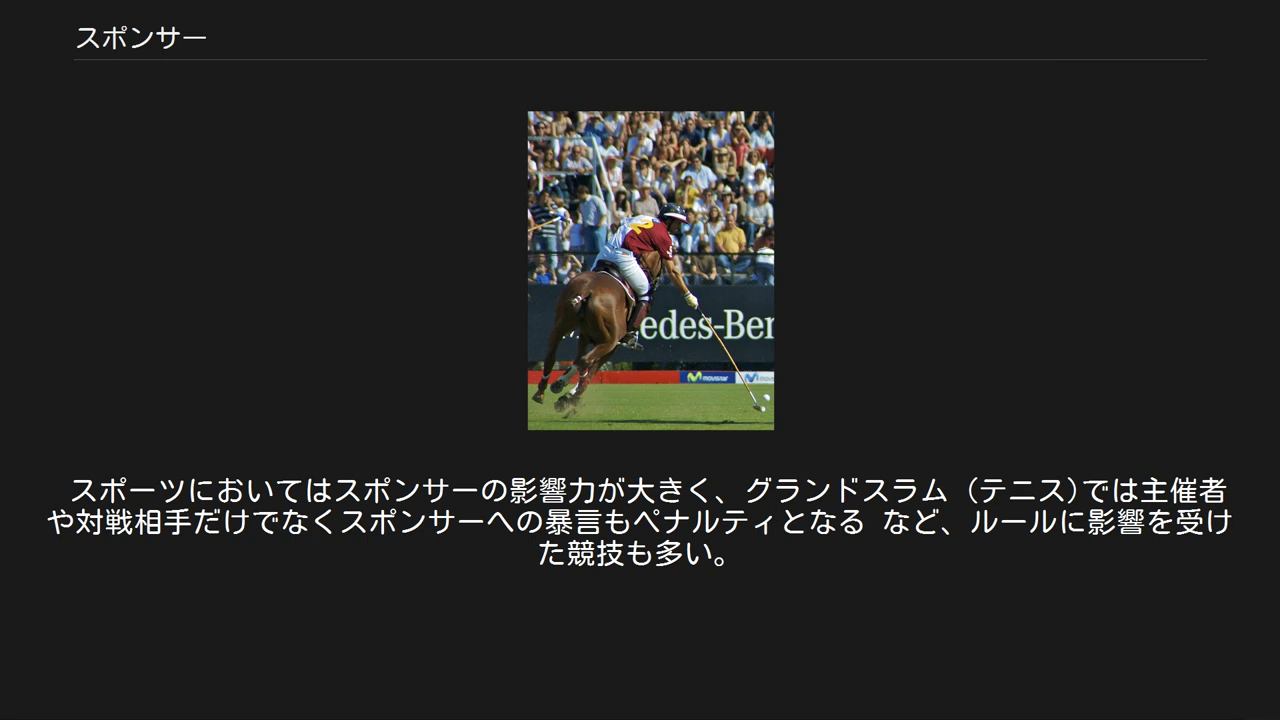 スポンサー
2
edes-Ben
movistar
スポーツにおいてはスポンサーの影響力が大きく、グランドスラム (テニス)では主催者
や対戦相手だけでなくスポンサーへの暴言もペナルティとなる など、ルールに影響を受け
た競技も多い。